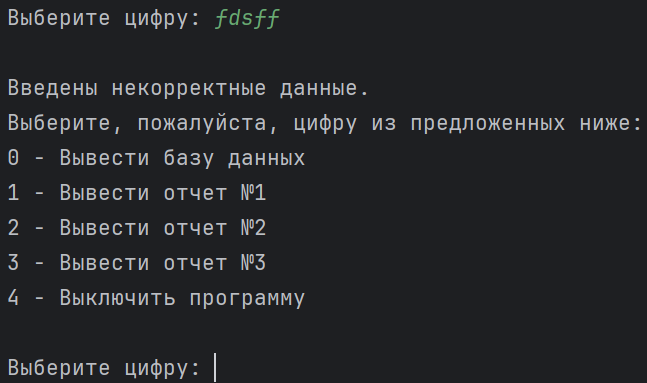 Выберите цифру: fdsff
Введены некорректные данные.
Выберите, пожалуйста, цифру из предложенных ниже:
0 - Вывести базу данных
1 - Вывести отчет №1
2 - Вывести отчет №2
3 - Вывести отчет №3
4 - Выключить программу
Выберите цифру: